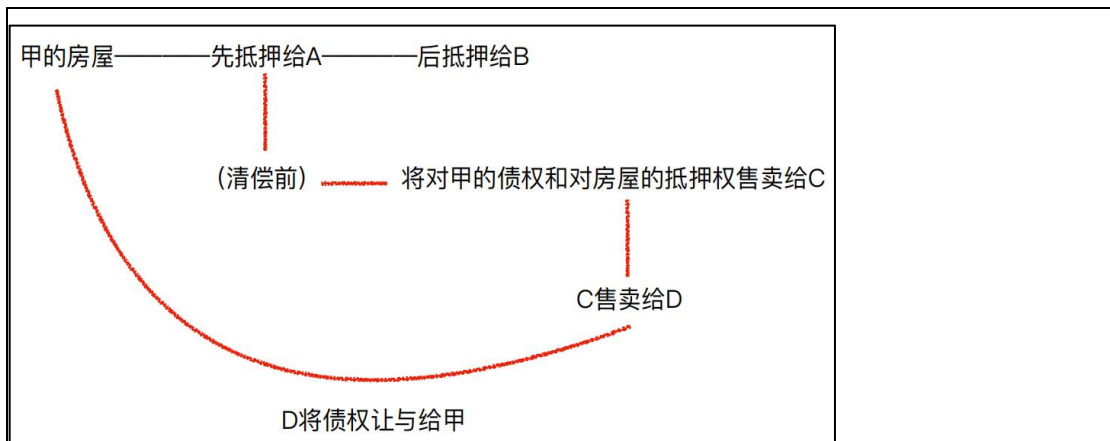 甲的房屋————先抵押给A————后抵押给B
(清偿前)
将对甲的债权和对房屋的抵押权售卖给C
C售卖给D
D将债权让与给甲